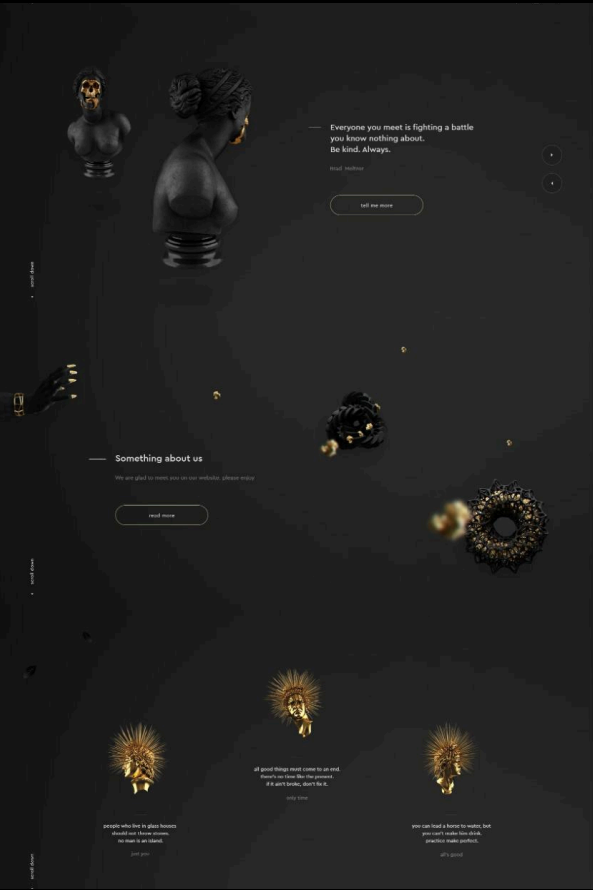 Everyone you meet is fighting a battle
you know nothing about.
Be kind. Always.
Brad Meltzer
tell me more
scroll down
Something about us
We are glad to meet you on our website, please enjoy
read more
scroll down
all good things must come to an end.
there's no time like the present.
if it ain't broke, don't fix it.
only time
people who live in glass houses
should not throw stones.
no man is an island.
just you
you can lead a horse to water, but
you can't make him drink.
practice make perfect.
all's good
scroll down